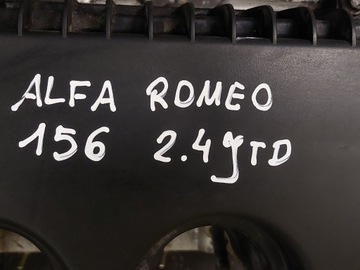 ALFA ROMEO
156 2.4 JTD